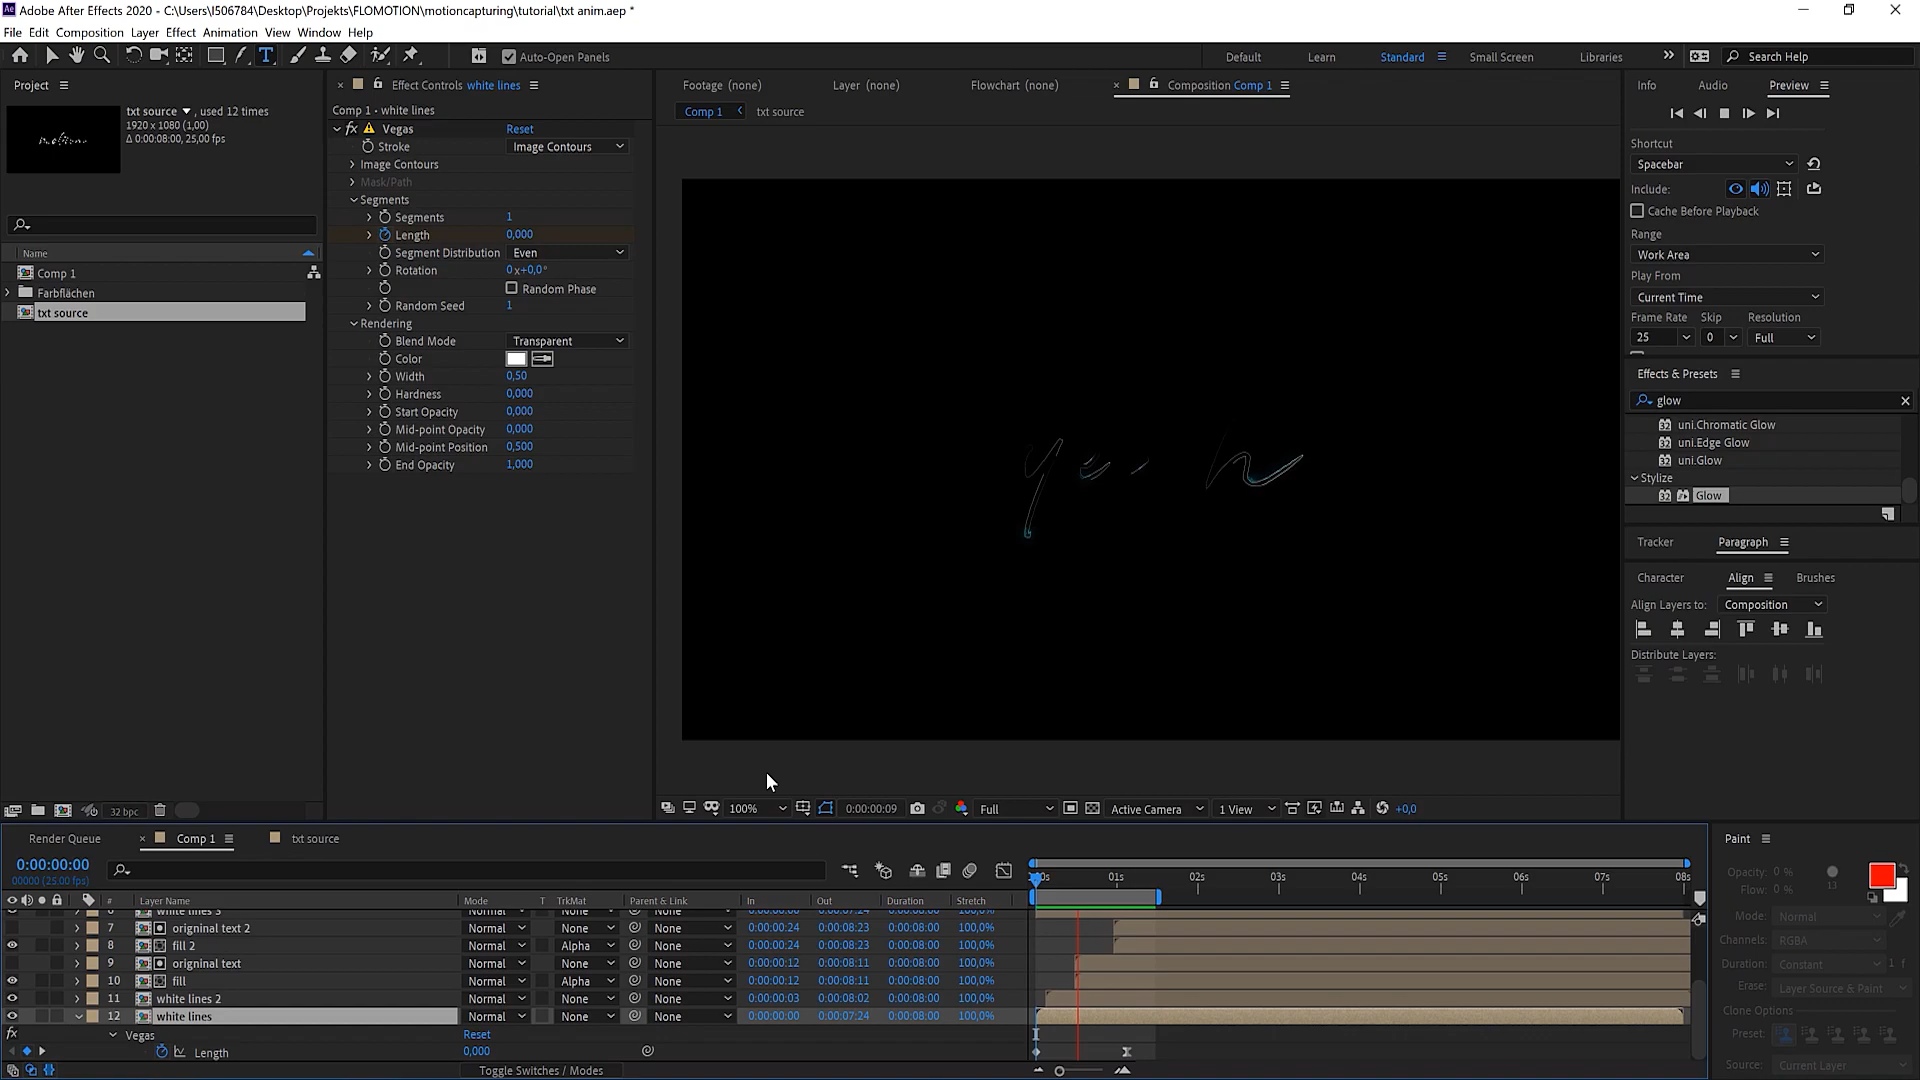 Adobe After Effects 2020 - C:\Users\I506784\Desktop\Projekts\FLOMOTION\motioncapturing\tutorial\txt anim.aep *
File Edit Composition Layer Effect Animation View Window Help
Auto-Open Panels
Default Learn Standard Small Screen Libraries Search Help
Project
txt source , used 12 times
1920 x 1080 (1,00)
Δ 0:00:08:00, 25,00 fps
Name
Comp 1
Farbflächen
txt source
32 bpc
Effect Controls white lines
Comp 1 · white lines
fx Vegas Reset
Stroke Image Contours
Image Contours
Mask/Path
Segments
Segments 1
Length 0,000
Segment Distribution Even
Rotation 0x+0,0°
Random Phase
Random Seed 1
Rendering
Blend Mode Transparent
Color
Width 0,50
Hardness 0,000
Start Opacity 0,000
Mid-point Opacity 0,000
Mid-point Position 0,500
End Opacity 1,000
Footage (none) Layer (none) Flowchart (none) Composition Comp 1
Comp 1 txt source
100% 0:00:00:09 Full Active Camera 1 View +0,0
Info Audio Preview
Shortcut
Spacebar
Include:
Cache Before Playback
Range
Work Area
Play From
Current Time
Frame Rate Skip Resolution
25 0 Full
Effects & Presets
glow
uni.Chromatic Glow
uni.Edge Glow
uni.Glow
Stylize
Glow
Tracker Paragraph
Character Align Brushes
Align Layers to: Composition
Distribute Layers:
Render Queue Comp 1 txt source
0:00:00:00
00000 (25.00 fps)
# Layer Name Mode T TrkMat Parent & Link In Out Duration Stretch
white lines 3
7 origninal text 2 Normal None None 0:00:00:24 0:00:08:23 0:00:08:00 100,0%
8 fill 2 Normal Alpha None 0:00:00:24 0:00:08:23 0:00:08:00 100,0%
9 origninal text Normal None None 0:00:00:12 0:00:08:11 0:00:08:00 100,0%
10 fill Normal Alpha None 0:00:00:12 0:00:08:11 0:00:08:00 100,0%
11 white lines 2 Normal None None 0:00:00:03 0:00:08:02 0:00:08:00 100,0%
12 white lines Normal None None 0:00:00:00 0:00:07:24 0:00:08:00 100,0%
fx Vegas Reset
Length 0,000
Toggle Switches / Modes
01s 02s 03s 04s 05s 06s 07s 08s
Paint
Opacity: 0 %
Flow: 0 % 13
Mode: Normal
Channels: RGBA
Duration: Constant 1 f
Erase: Layer Source & Paint
Clone Options
Preset:
Source: Current Layer